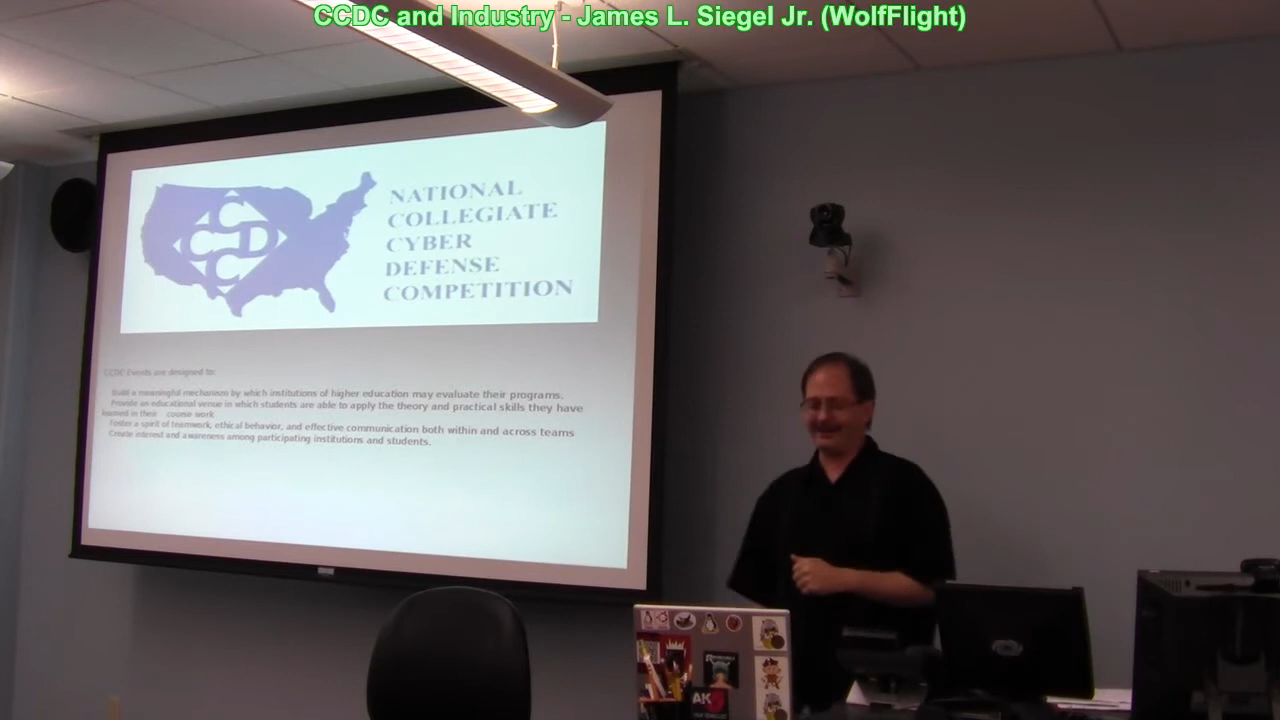 CCDC and Industry - James L. Siegel Jr. (WolfFlight)
NATIONAL
COLLEGIATE
CYBER
DEFENSE
COMPETITION
C
C D
C
CCDC Events are designed to:
Build a meaningful mechanism by which institutions of higher education may evaluate their programs.
Provide an educational venue in which students are able to apply the theory and practical skills they have
learned in their course work
Foster a spirit of teamwork, ethical behavior, and effective communication both within and across teams
Create interest and awareness among participating institutions and students.
AK